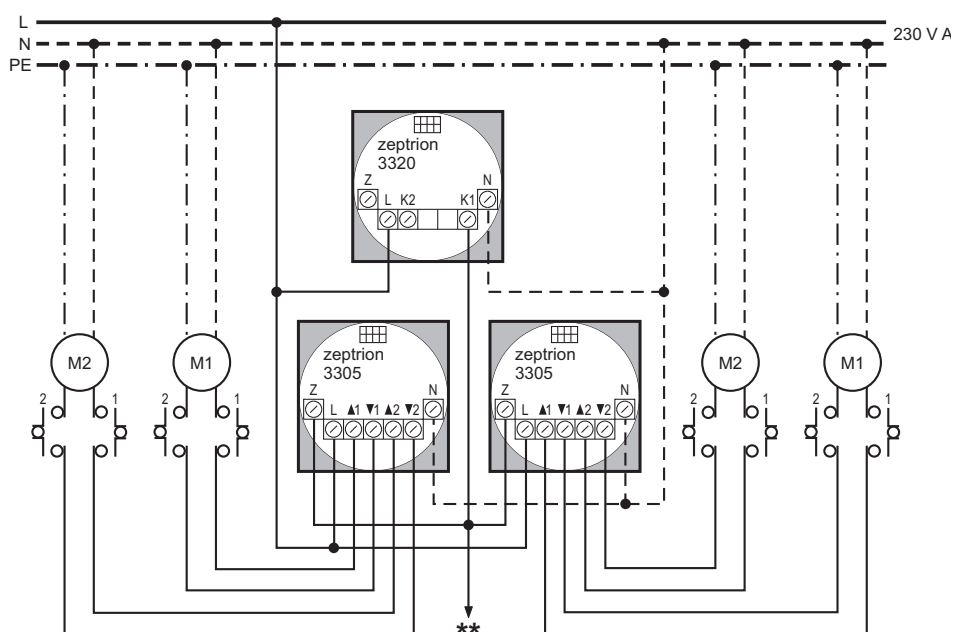 L
N
PE
230 V A
zeptrion
3320
Z
N
L K2 K1
M2
M1
M2
M1
zeptrion
3305
zeptrion
3305
Z
N
L ▲1 ▼1 ▲2 ▼2
Z
N
L ▲1 ▼1 ▲2 ▼2
2 1
2 1
2 1
2 1
**